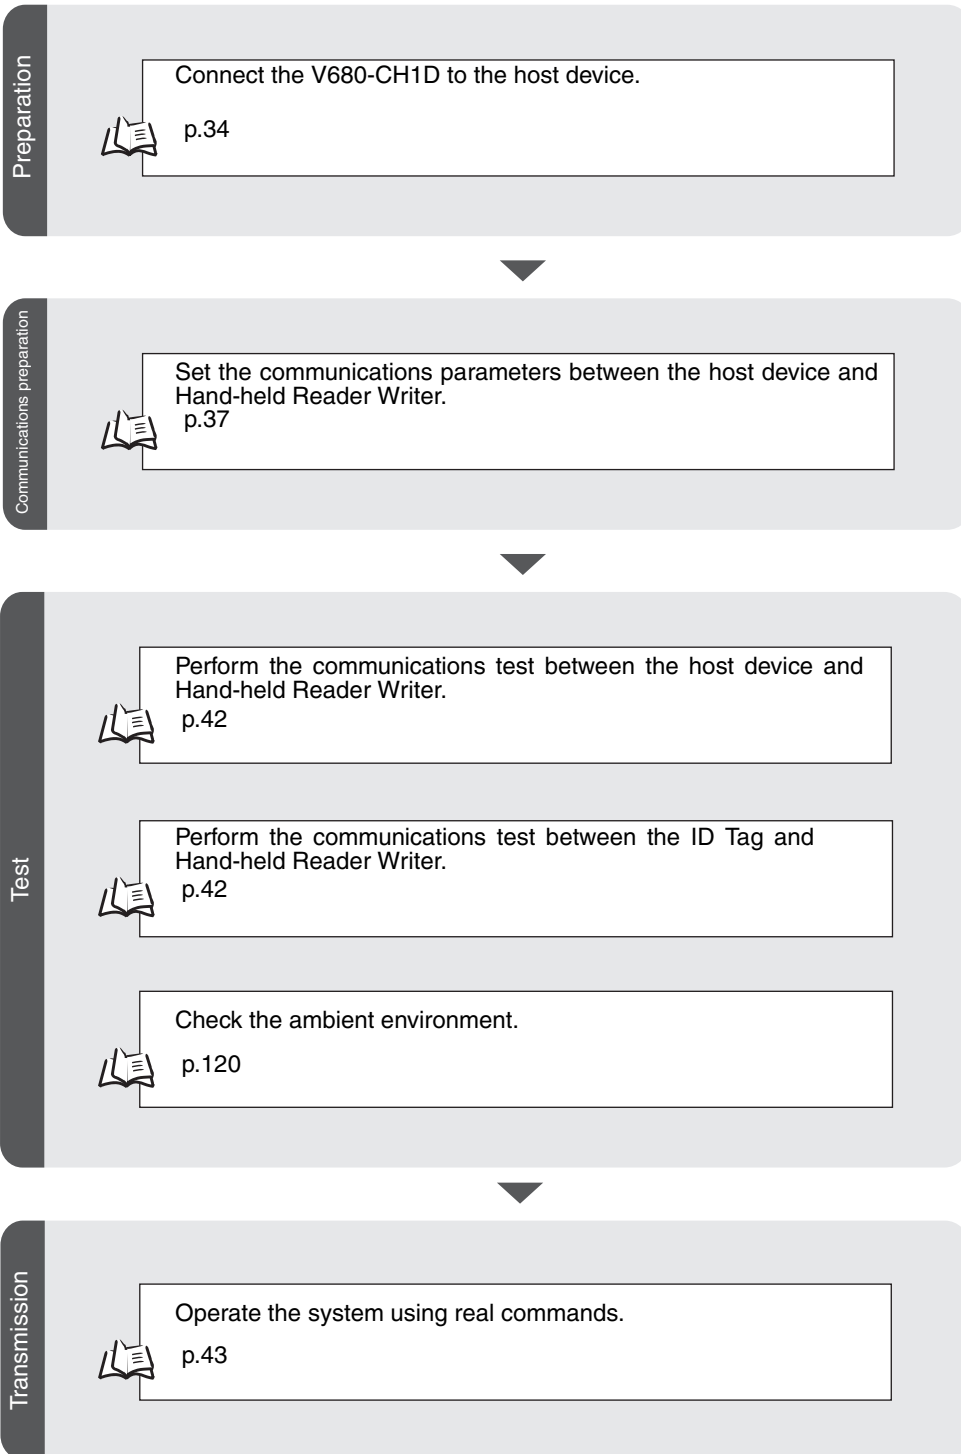 Preparation
Connect the V680-CH1D to the host device.
p.34
Communications preparation
Set the communications parameters between the host device and
Hand-held Reader Writer.
p.37
Test
Perform the communications test between the host device and
Hand-held Reader Writer.
p.42
Perform the communications test between the ID Tag and
Hand-held Reader Writer.
p.42
Check the ambient environment.
p.120
Transmission
Operate the system using real commands.
p.43